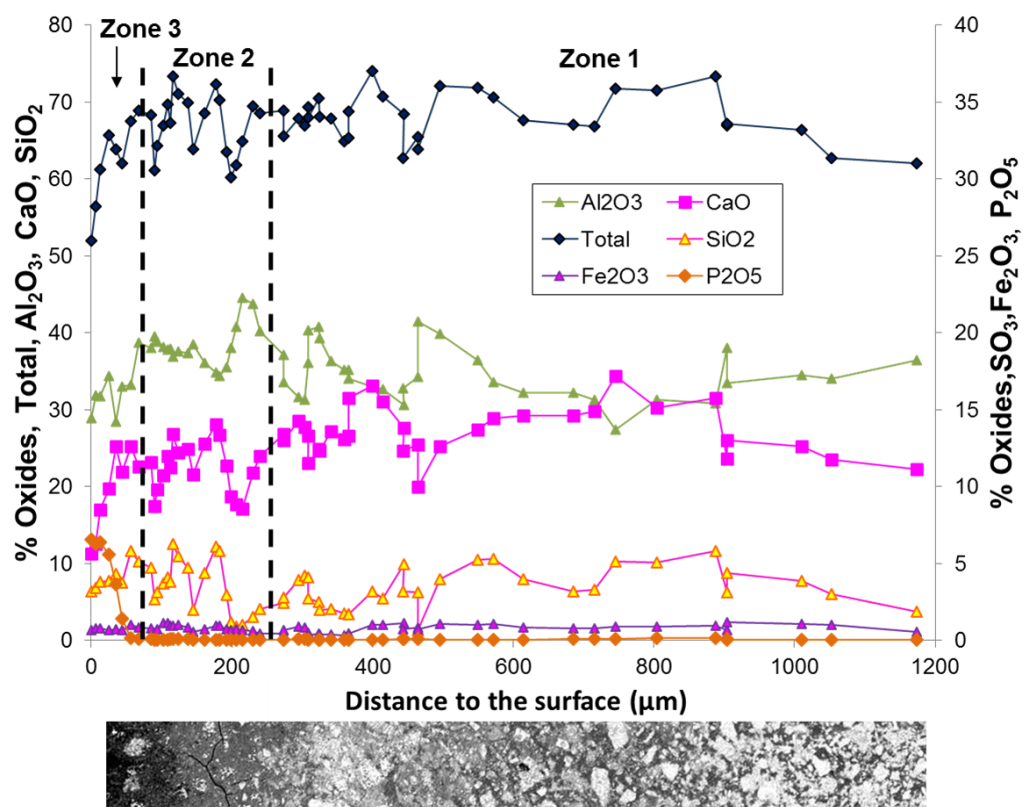 Zone 3
Zone 2
Zone 1
% Oxides, Total, Al₂O₃, CaO, SiO₂
80
70
60
50
40
30
20
10
0
40
35
30
25
20
15
10
5
0
% Oxides,SO₃,Fe₂O₃, P₂O₅
Al2O3 CaO
Total SiO2
Fe2O3 P2O5
0 200 400 600 800 1000 1200
Distance to the surface (µm)